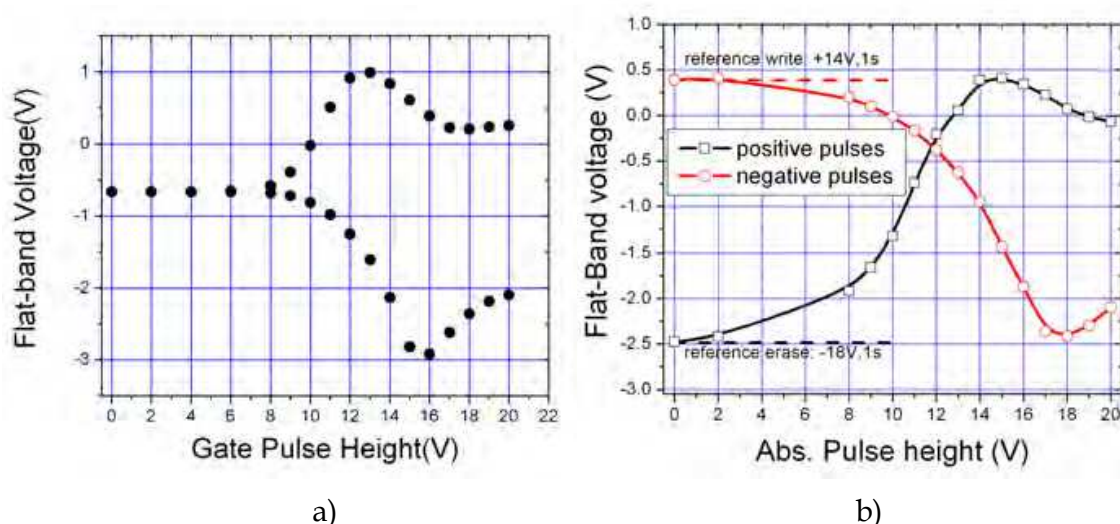 1
0
-1
-2
-3
Flat-band Voltage(V)
0 2 4 6 8 10 12 14 16 18 20 22
Gate Pulse Height(V)
a)
1.0
0.5
0.0
-0.5
-1.0
-1.5
-2.0
-2.5
-3.0
Flat-Band voltage (V)
reference write: +14V,1s
positive pulses
negative pulses
reference erase: -18V,1s
0 2 4 6 8 10 12 14 16 18 20
Abs. Pulse height (V)
b)